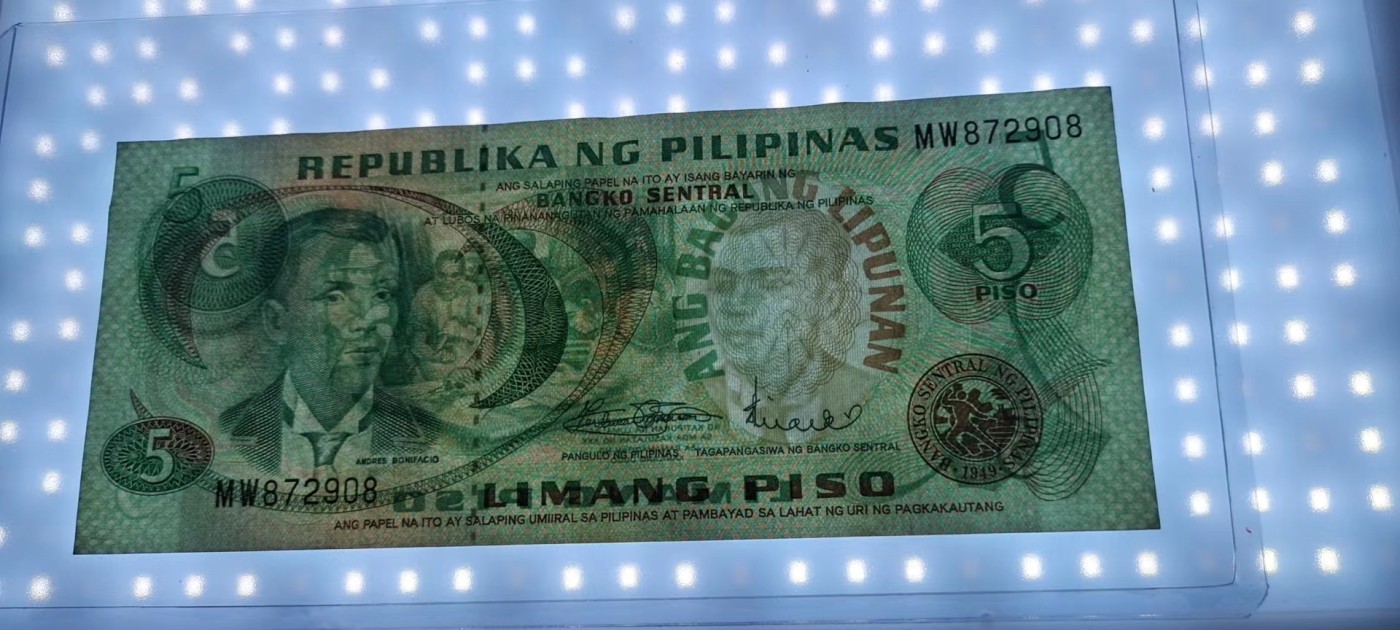 REPUBLIKA NG PILIPINAS
MW872908
ANG SALAPING PAPEL NA ITO AY ISANG BAYARIN NG
BANGKO SENTRAL
AT LUBOS NA PINANANAGUTAN NG PAMAHALAAN NG REPUBLIKA NG PILIPINAS
5
5
PISO
ANG BAGONG LIPUNAN
BANGKO SENTRAL NG PILIPINAS
1949
ANDRES BONIFACIO
PANGULO NG PILIPINAS
TAGAPANGASIWA NG BANGKO SENTRAL
5
MW872908
LIMANG PISO
ANG PAPEL NA ITO AY SALAPING UMIIRAL SA PILIPINAS AT PAMBAYAD SA LAHAT NG URI NG PAGKAKAUTANG